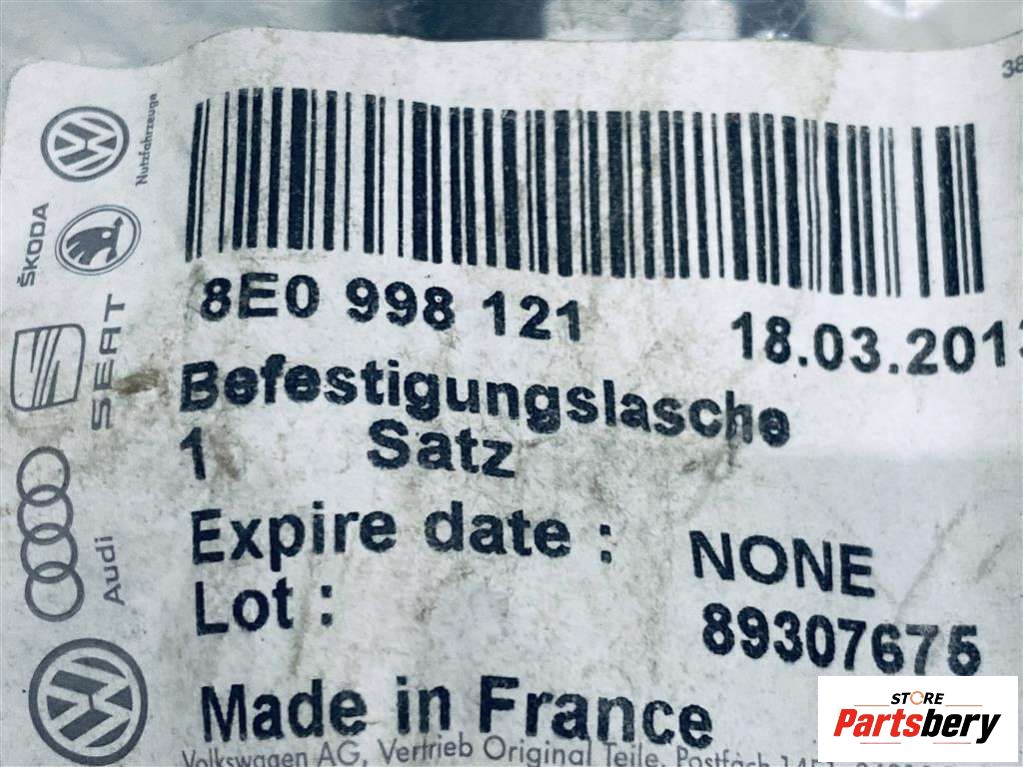 38
Nutzfahrzeuge
ŠKODA
SEAT
Audi
8E0 998 121 18.03.201
Befestigungslasche
1 Satz
Expire date : NONE
Lot : 89307675
Made in France
Volkswagen AG, Vertrieb Original Teile, Postfach
STORE
Partsbery